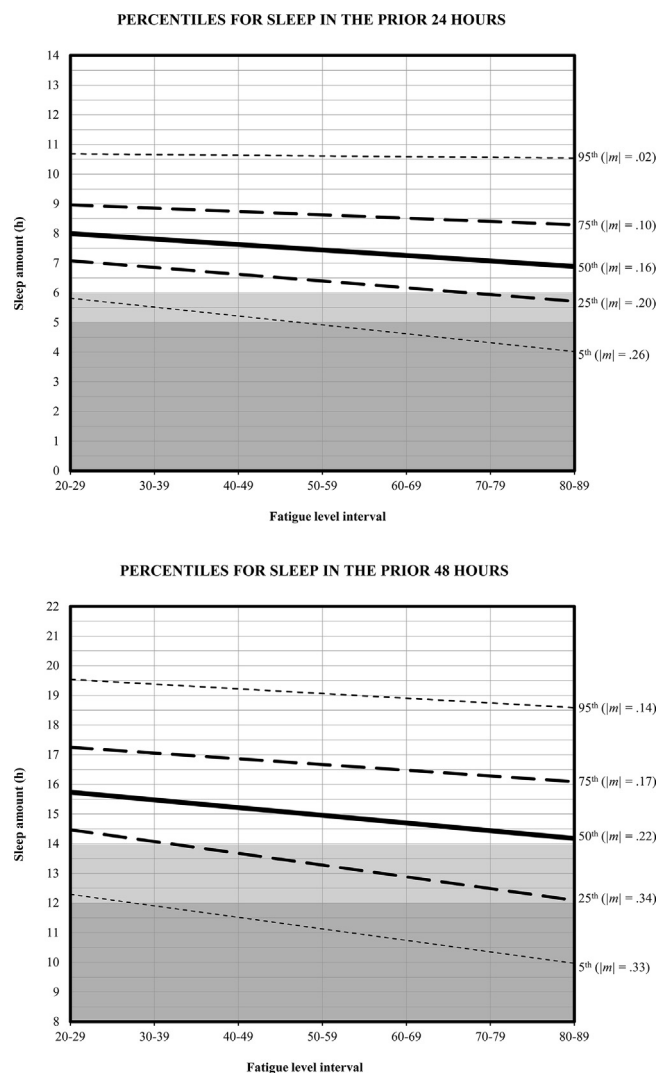 PERCENTILES FOR SLEEP IN THE PRIOR 24 HOURS
14
13
12
11
10
9
8
7
6
5
4
3
2
1
0
Sleep amount (h)
95th (|m| = .02)
75th (|m| = .10)
50th (|m| = .16)
25th (|m| = .20)
5th (|m| = .26)
20-29 30-39 40-49 50-59 60-69 70-79 80-89
Fatigue level interval
PERCENTILES FOR SLEEP IN THE PRIOR 48 HOURS
22
21
20
19
18
17
16
15
14
13
12
11
10
9
8
Sleep amount (h)
95th (|m| = .14)
75th (|m| = .17)
50th (|m| = .22)
25th (|m| = .34)
5th (|m| = .33)
20-29 30-39 40-49 50-59 60-69 70-79 80-89
Fatigue level interval